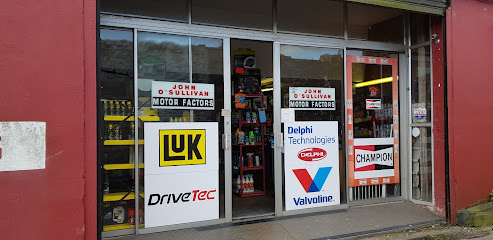 JOHN
O'SULLIVAN
MOTOR FACTORS
LUK
DRIVETEC
JOHN
O'SULLIVAN
MOTOR FACTORS
Delphi
Technologies
DELPHI
Valvoline
CHAMPION